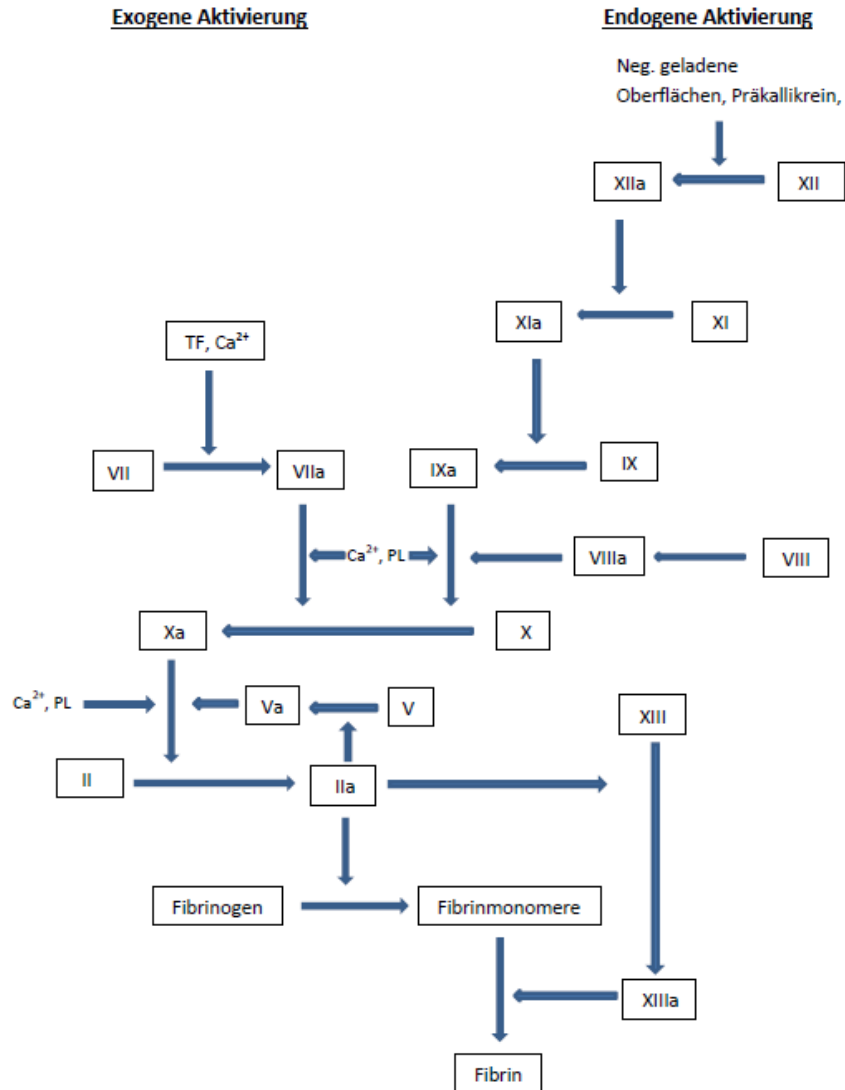 Exogene Aktivierung
Endogene Aktivierung
Neg. geladene
Oberflächen, Präkallikrein,
XIIa
XII
XIa
XI
TF, Ca²⁺
VII
VIIa
IXa
IX
Ca²⁺, PL
VIIIa
VIII
Xa
X
Ca²⁺, PL
Va
V
XIII
II
IIa
Fibrinogen
Fibrinmonomere
XIIIa
Fibrin